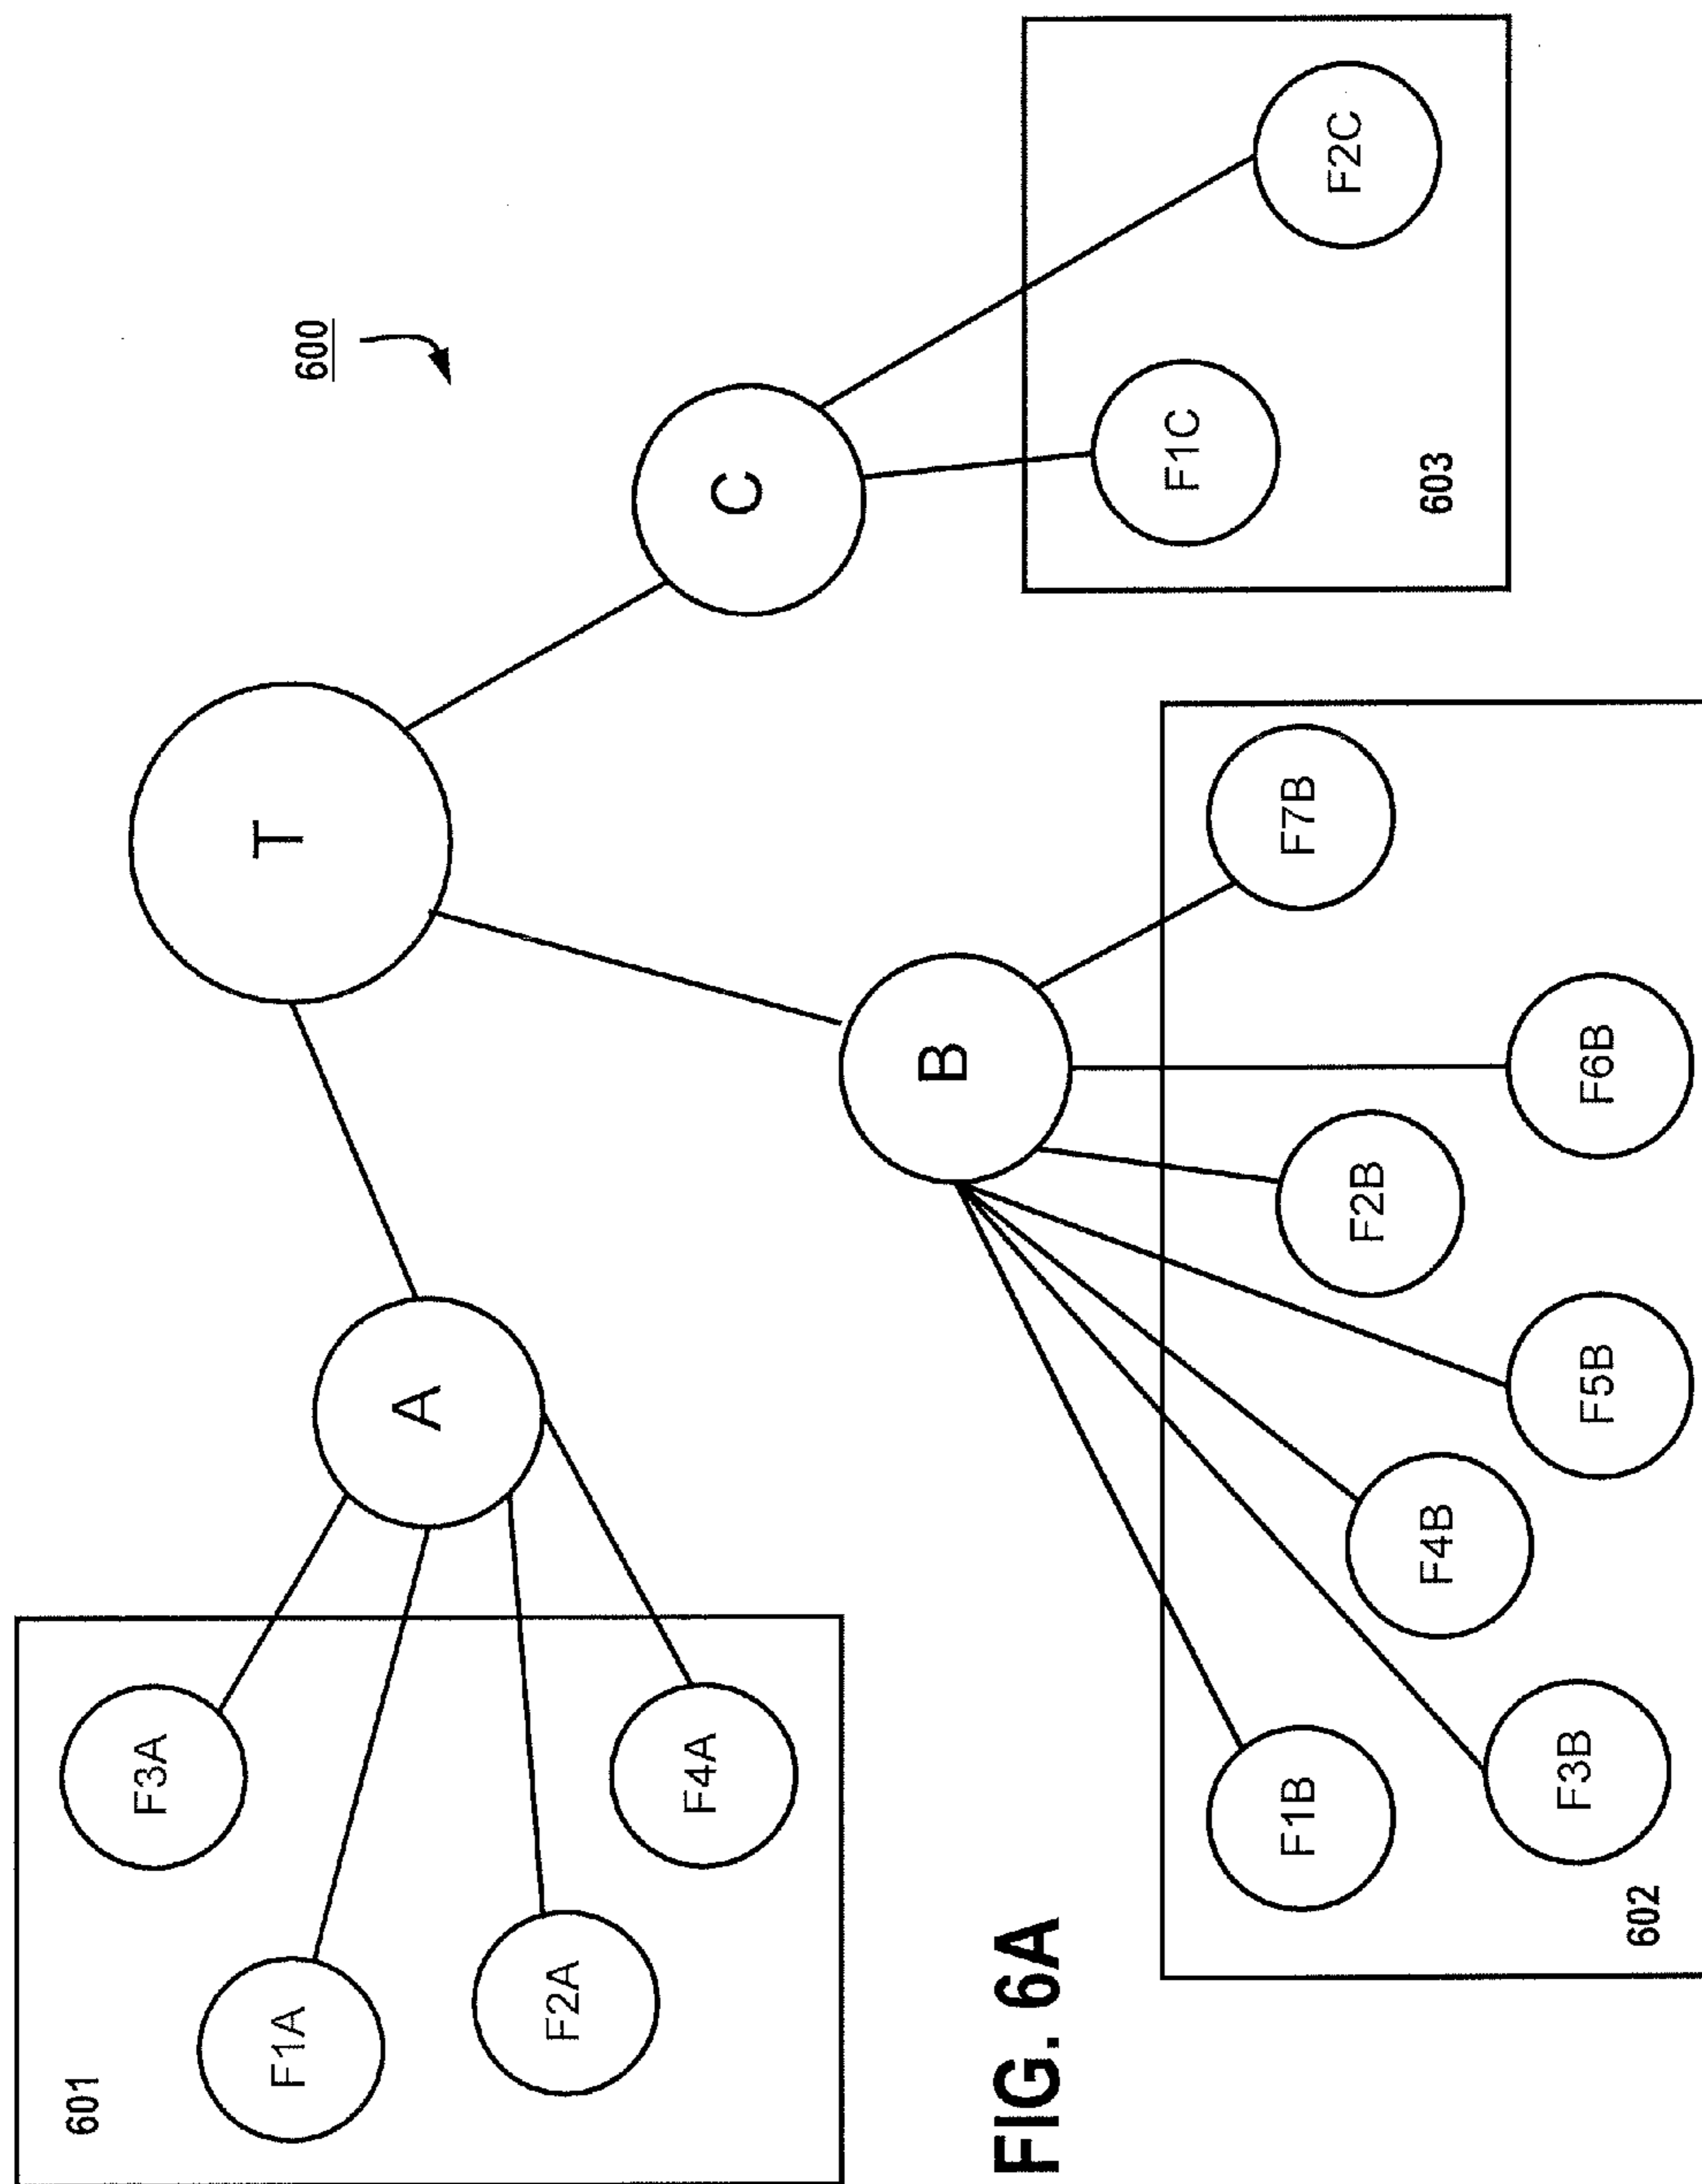 601
F3A
F1A
T
600
A
F2A
F4A
C
B
FIG. 6A
F1C
F1B
F7B
F2C
F2B
F4B
603
F3B
F5B
F6B
602